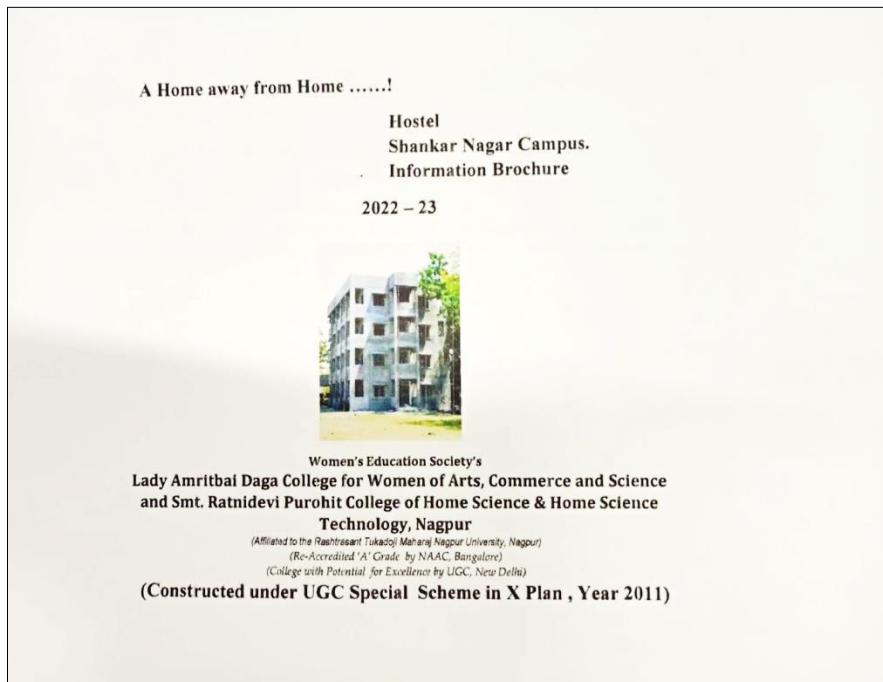 A Home away from Home ……!
Hostel
Shankar Nagar Campus.
Information Brochure
2022 – 23
Women's Education Society's
Lady Amritbai Daga College for Women of Arts, Commerce and Science
and Smt. Ratnidevi Purohit College of Home Science & Home Science
Technology, Nagpur
(Affiliated to the Rashtrasant Tukadoji Maharaj Nagpur University, Nagpur)
(Re-Accredited 'A' Grade by NAAC, Bangalore)
(College with Potential for Excellence by UGC, New Delhi)
(Constructed under UGC Special Scheme in X Plan , Year 2011)